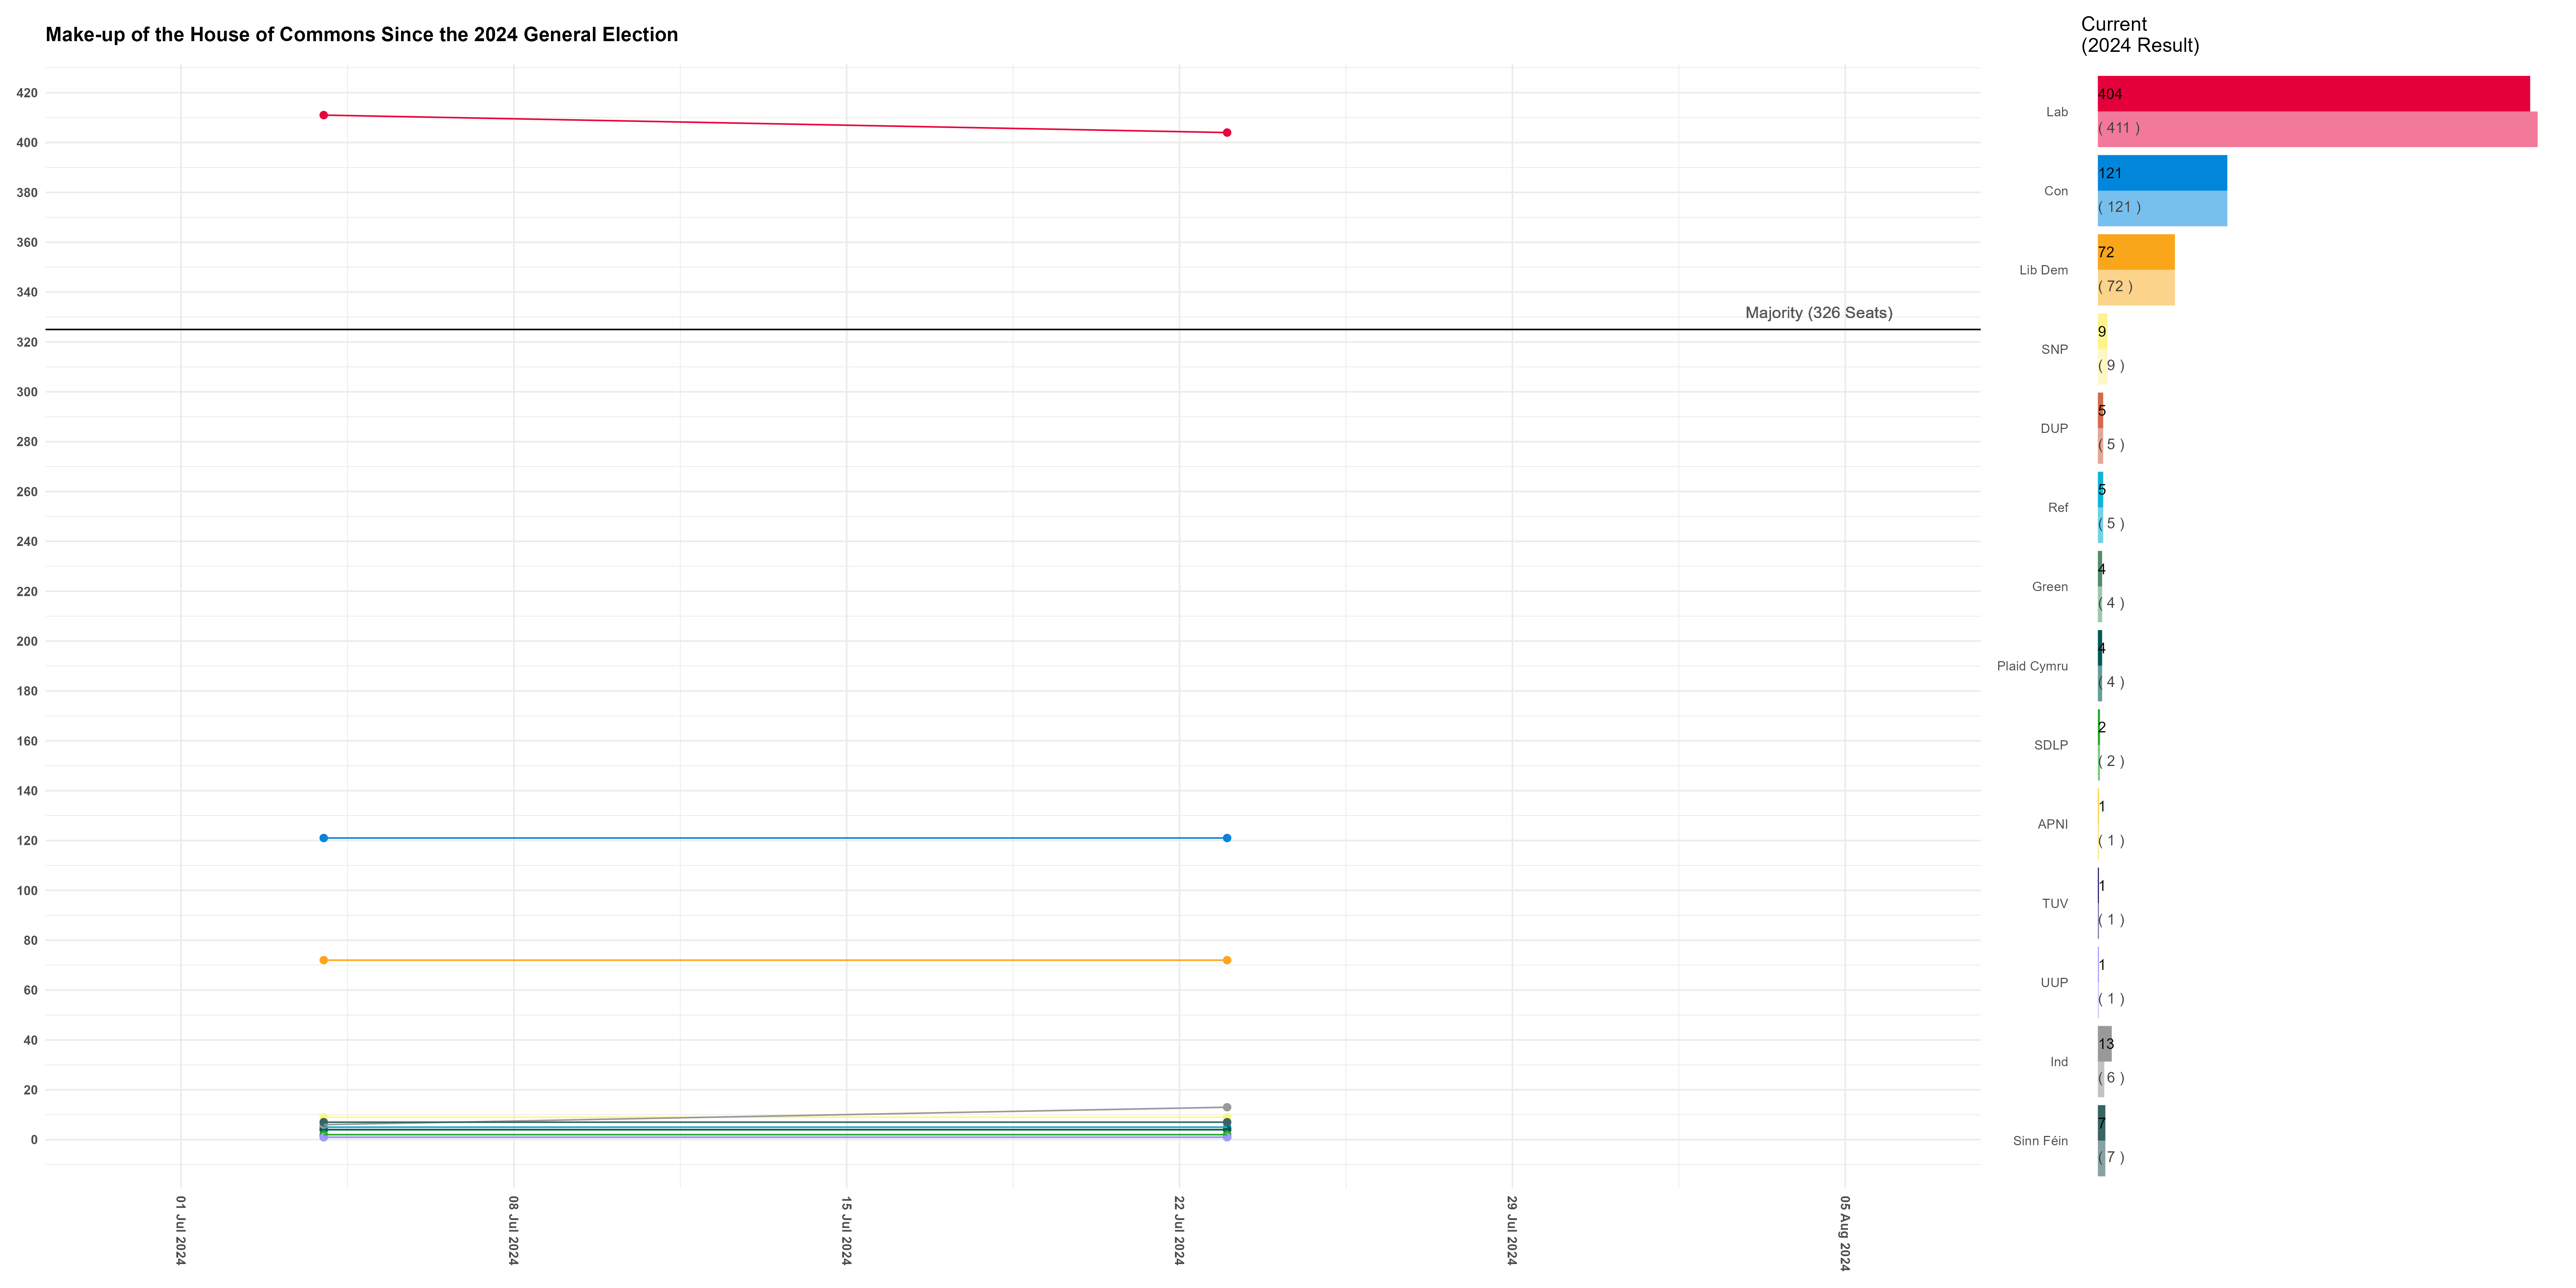 Make-up of the House of Commons Since the 2024 General Election
420
400
380
360
340
320
300
280
260
240
220
200
180
160
140
120
100
80
60
40
20
0
Majority (326 Seats)
01 Jul 2024
08 Jul 2024
15 Jul 2024
22 Jul 2024
29 Jul 2024
05 Aug 2024
Current
(2024 Result)
Lab
404
( 411 )
Con
121
( 121 )
Lib Dem
72
( 72 )
SNP
9
( 9 )
DUP
5
( 5 )
Ref
5
( 5 )
Green
4
( 4 )
Plaid Cymru
4
( 4 )
SDLP
2
( 2 )
APNI
1
( 1 )
TUV
1
( 1 )
UUP
1
( 1 )
Ind
13
( 6 )
Sinn Féin
7
( 7 )